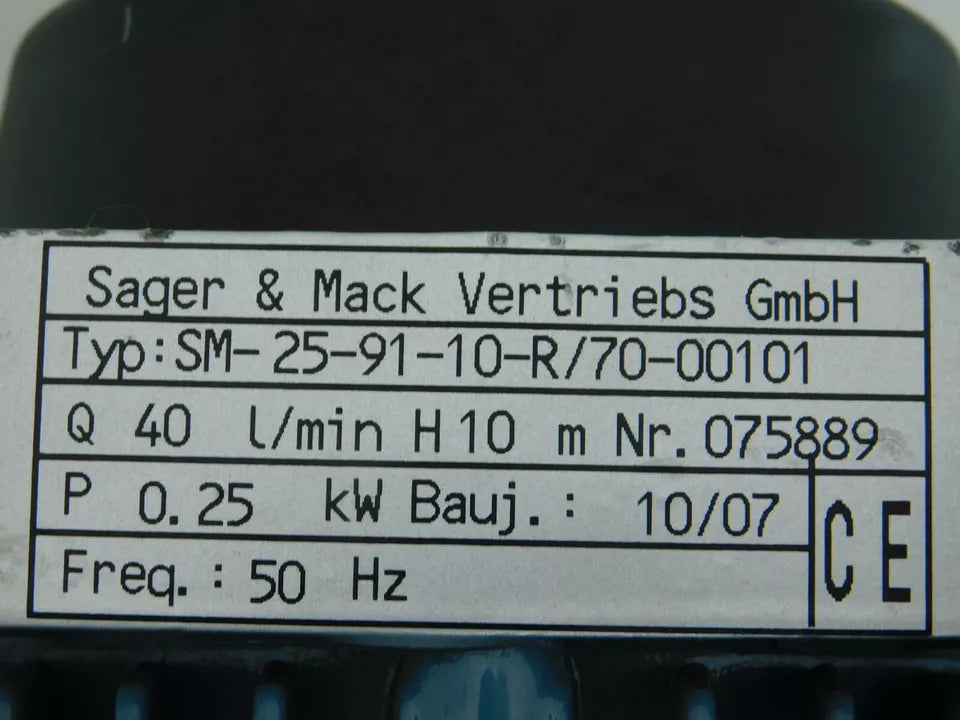 Sager & Mack Vertriebs GmbH
Typ:SM-25-91-10-R/70-00101
Q 40 l/min H 10 m Nr. 075889
P 0.25 kW Bauj.: 10/07
Freq.: 50 Hz
CE